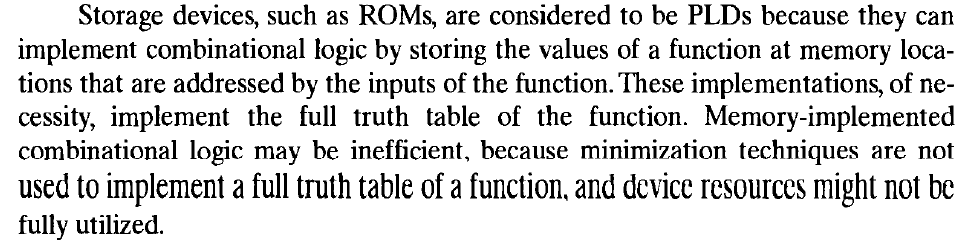 Storage devices, such as ROMs, are considered to be PLDs because they can
implement combinational logic by storing the values of a function at memory loca-
tions that are addressed by the inputs of the function. These implementations, of ne-
cessity, implement the full truth table of the function. Memory-implemented
combinational logic may be inefficient, because minimization techniques are not
used to implement a full truth table of a function, and device resources might not be
fully utilized.